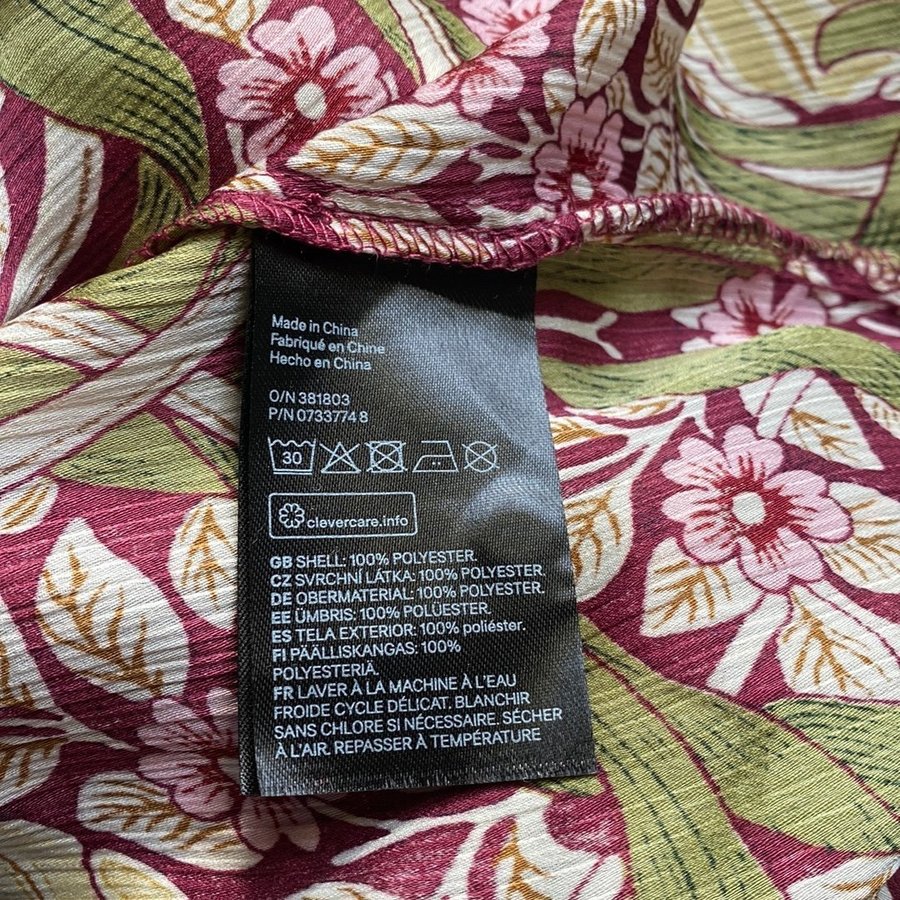 Made in China
Fabriqué en Chine
Hecho en China
O/N 381803
P/N 0733774 8
30
clevercare.info
GB SHELL: 100% POLYESTER.
CZ SVRCHNÍ LÁTKA: 100% POLYESTER.
DE OBERMATERIAL: 100% POLYESTER.
EE ÜMBRIS: 100% POLÜESTER.
ES TELA EXTERIOR: 100% poliéster.
FI PÄÄLLISKANGAS: 100%
POLYESTERIÄ.
FR LAVER À LA MACHINE À L'EAU
FROIDE CYCLE DÉLICAT. BLANCHIR
SANS CHLORE SI NÉCESSAIRE. SÉCHER
À L'AIR. REPASSER À TEMPÉRATURE